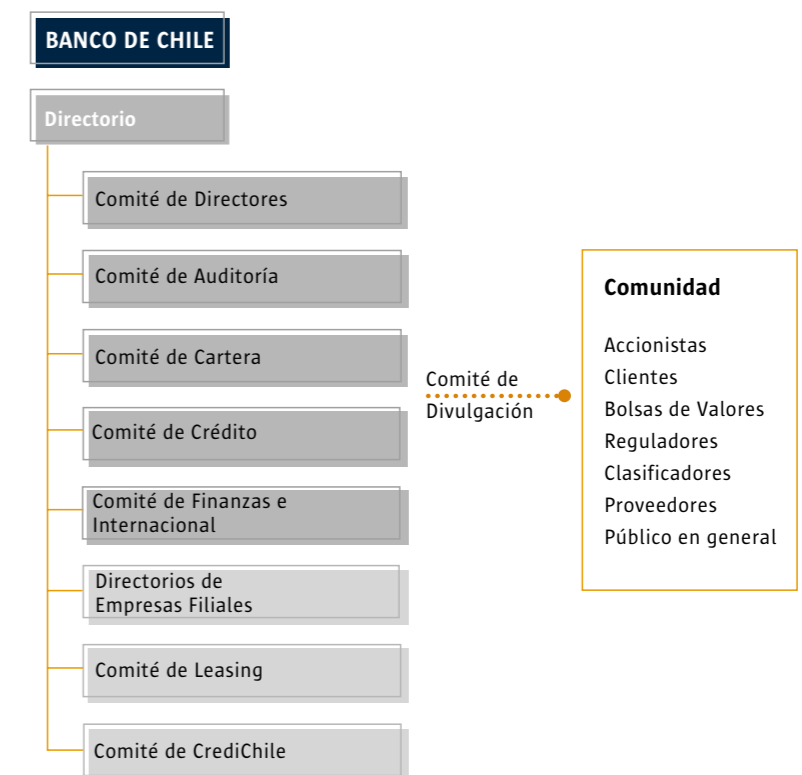 BANCO DE CHILE
Directorio
Comité de Directores
Comité de Auditoría
Comité de Cartera
Comité de Crédito
Comité de Finanzas e
Internacional
Directorios de
Empresas Filiales
Comité de Leasing
Comité de CrediChile
Comité de
Divulgación
Comunidad
Accionistas
Clientes
Bolsas de Valores
Reguladores
Clasificadores
Proveedores
Público en general